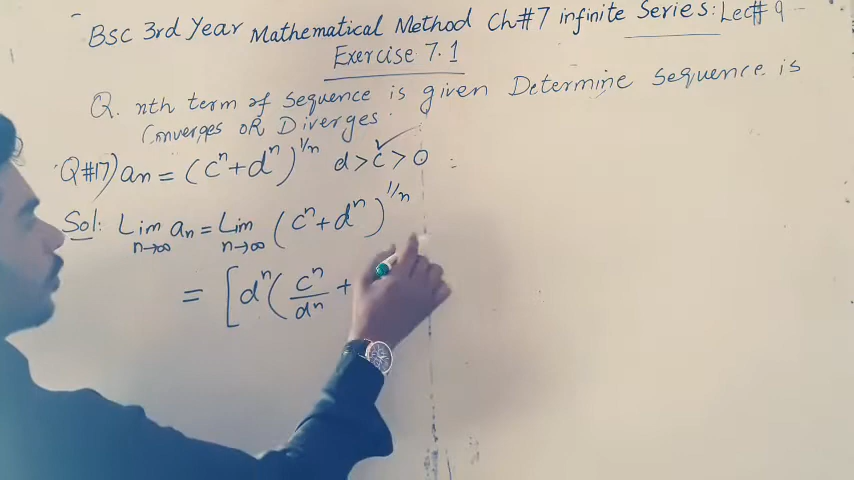 Bsc 3rd Year Mathematical Method Ch#7 infinite Series: Lec# 9
Exercise 7.1
Q. nth term of sequence is given Determine sequence is
Converges OR Diverges.
Q#17) an = (c^n + d^n)^1/n d > c > 0
Sol: Lim n→∞ an = Lim n→∞ (c^n + d^n)^1/n
= [d^n (c^n/d^n +